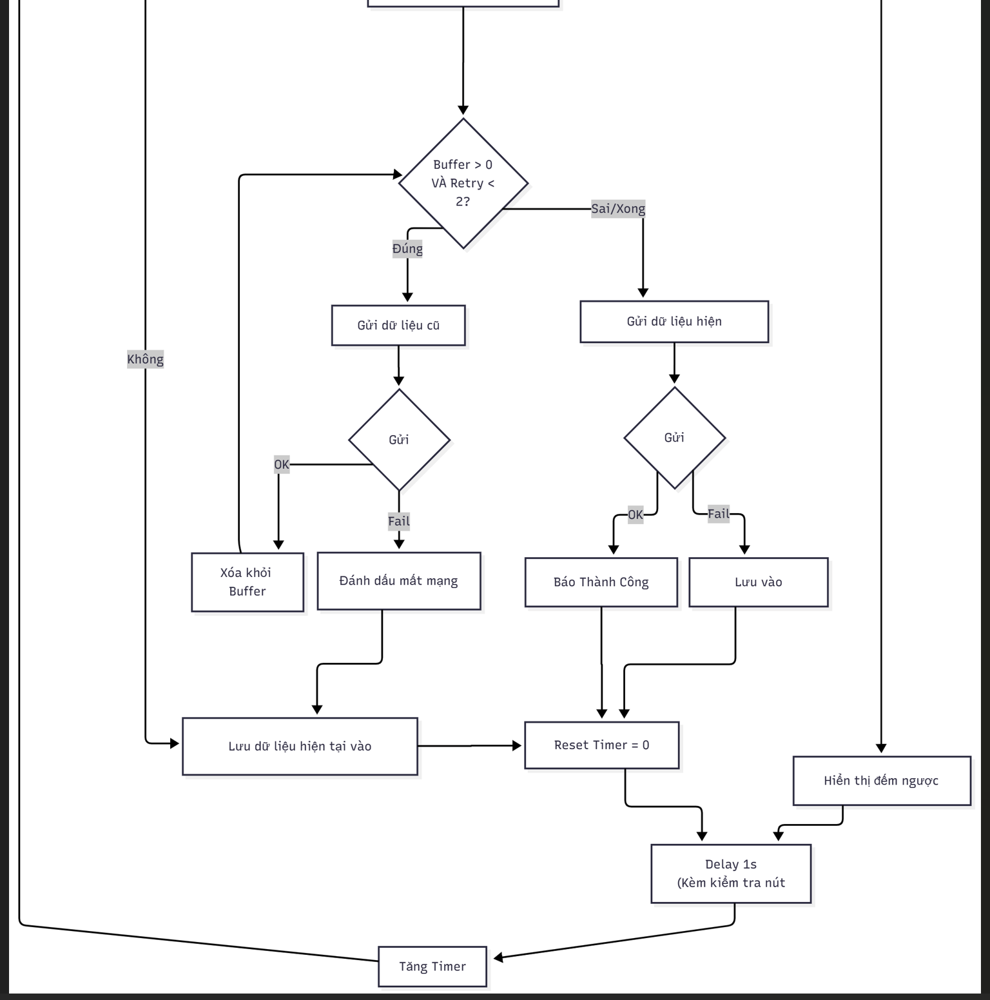 Buffer > 0
VÀ Retry <
2?
Sai/Xong
Đúng
Gửi dữ liệu cũ
Gửi dữ liệu hiện
Không
Gửi
Gửi
OK
Fail
OK
Fail
Xóa khỏi
Buffer
Đánh dấu mất mạng
Báo Thành Công
Lưu vào
Lưu dữ liệu hiện tại vào
Reset Timer = 0
Hiển thị đếm ngược
Delay 1s
(Kèm kiểm tra nút
Tăng Timer